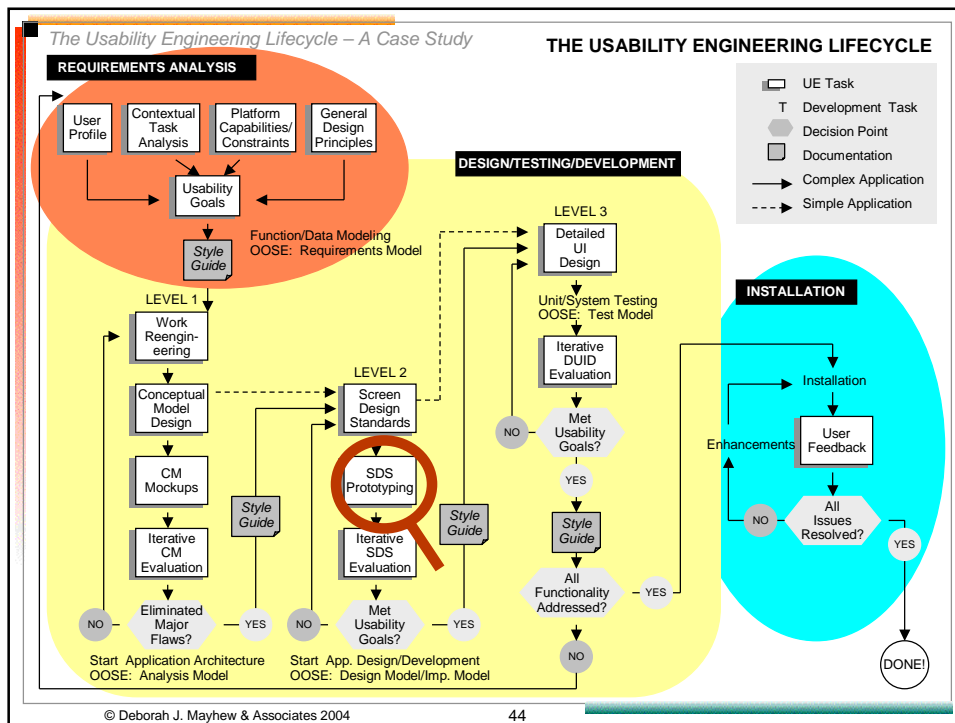 The Usability Engineering Lifecycle – A Case Study
THE USABILITY ENGINEERING LIFECYCLE
REQUIREMENTS ANALYSIS
User
Profile
Contextual
Task
Analysis
Platform
Capabilities/
Constraints
General
Design
Principles
Usability
Goals
Style
Guide
Function/Data Modeling
OOSE: Requirements Model
UE Task
T Development Task
Decision Point
Documentation
Complex Application
Simple Application
DESIGN/TESTING/DEVELOPMENT
LEVEL 1
Work
Reengin-
eering
Conceptual
Model
Design
CM
Mockups
Iterative CM
Evaluation
Eliminated
Major
Flaws?
NO
YES
Style
Guide
Start Application Architecture
OOSE: Analysis Model
LEVEL 2
Screen
Design
Standards
SDS
Prototyping
Iterative SDS
Evaluation
Met
Usability
Goals?
NO
YES
Style
Guide
Start App. Design/Development
OOSE: Design Model/Imp. Model
LEVEL 3
Detailed
UI
Design
Unit/System Testing
OOSE: Test Model
Iterative
DUID
Evaluation
Met
Usability
Goals?
NO
YES
Style
Guide
All
Functionality
Addressed?
YES
NO
INSTALLATION
Installation
Enhancements
User
Feedback
All
Issues
Resolved?
NO
YES
DONE!
© Deborah J. Mayhew & Associates 2004
44